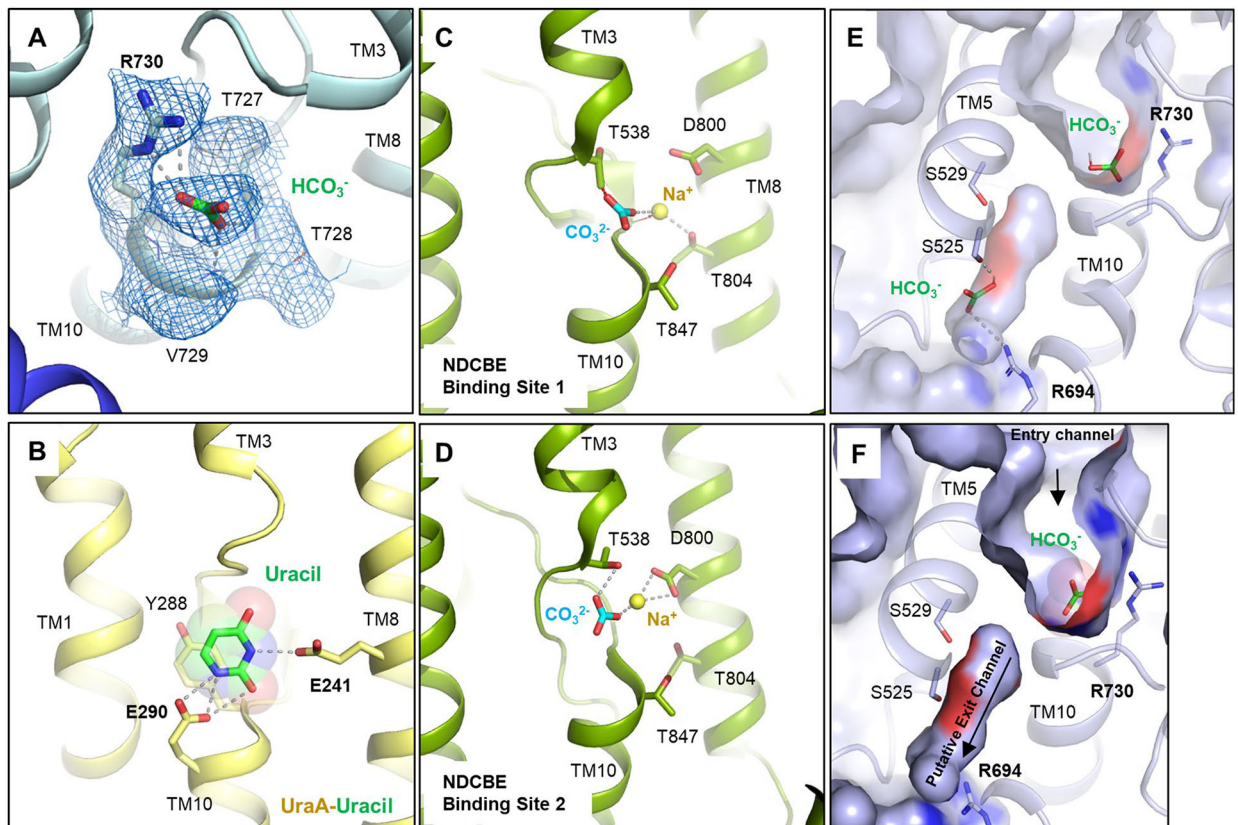 A
R730
TM3
T727
TM8
HCO₃⁻
T728
TM10
V729
B
TM3
Uracil
Y288
TM1
TM8
E241
E290
TM10
UraA-Uracil
C
TM3
T538
D800
Na⁺
TM8
CO₃²⁻
T804
T847
TM10
NDCBE
Binding Site 1
D
TM3
T538
D800
CO₃²⁻
Na⁺
T804
T847
TM10
NDCBE
Binding Site 2
E
TM5
HCO₃⁻
R730
S529
S525
HCO₃⁻
TM10
R694
F
Entry channel
TM5
HCO₃⁻
S529
S525
TM10
R730
Putative Exit Channel
R694